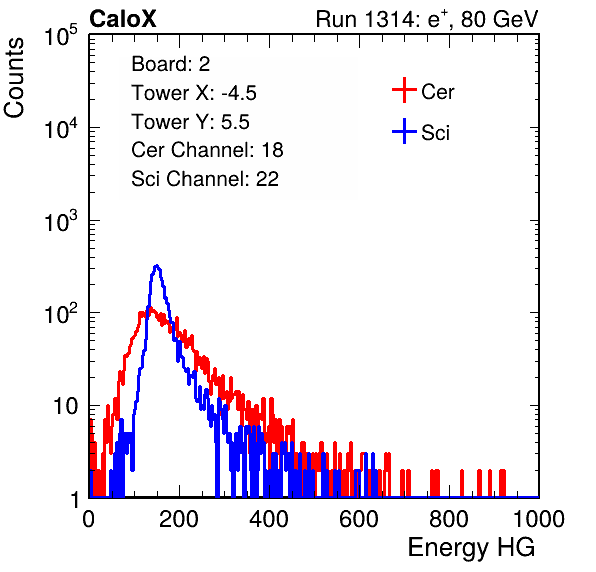 CaloX Run 1314: e⁺, 80 GeV
Counts
10⁵
10⁴
10³
10²
10
1
Board: 2
Tower X: -4.5
Tower Y: 5.5
Cer Channel: 18
Sci Channel: 22
Cer
Sci
0 200 400 600 800 1000
Energy HG